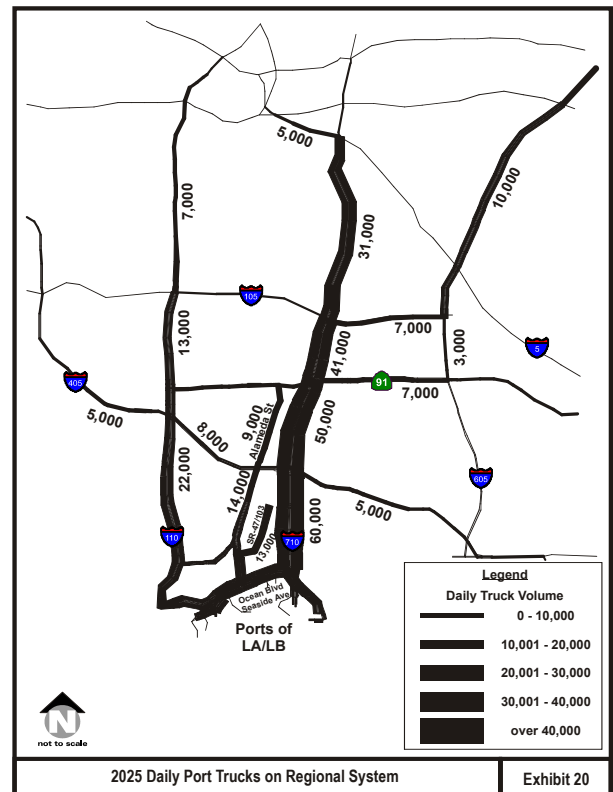 5,000
10,000
7,000
31,000
105
13,000
41,000
7,000
3,000
5
405
91
7,000
5,000
8,000
9,000
Alameda St
50,000
22,000
14,000
605
SR-47/103
13,000
60,000
5,000
110
710
Ocean Blvd
Seaside Ave
Ports of
LA/LB
Legend
Daily Truck Volume
0 - 10,000
10,001 - 20,000
20,001 - 30,000
30,001 - 40,000
over 40,000
N
not to scale
2025 Daily Port Trucks on Regional System
Exhibit 20